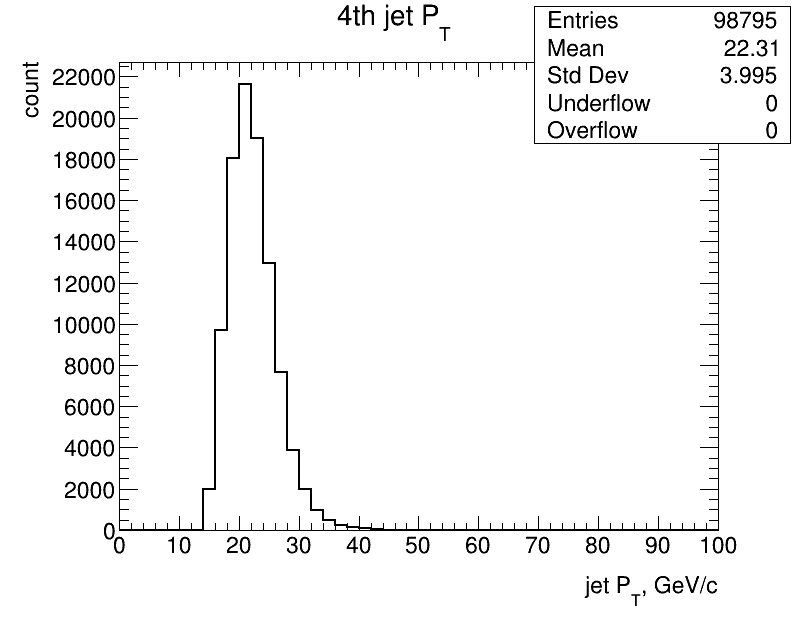 4th jet P_T
Entries 98795
Mean 22.31
Std Dev 3.995
Underflow 0
Overflow 0
count
22000
20000
18000
16000
14000
12000
10000
8000
6000
4000
2000
0
0 10 20 30 40 50 60 70 80 90 100
jet P_T, GeV/c